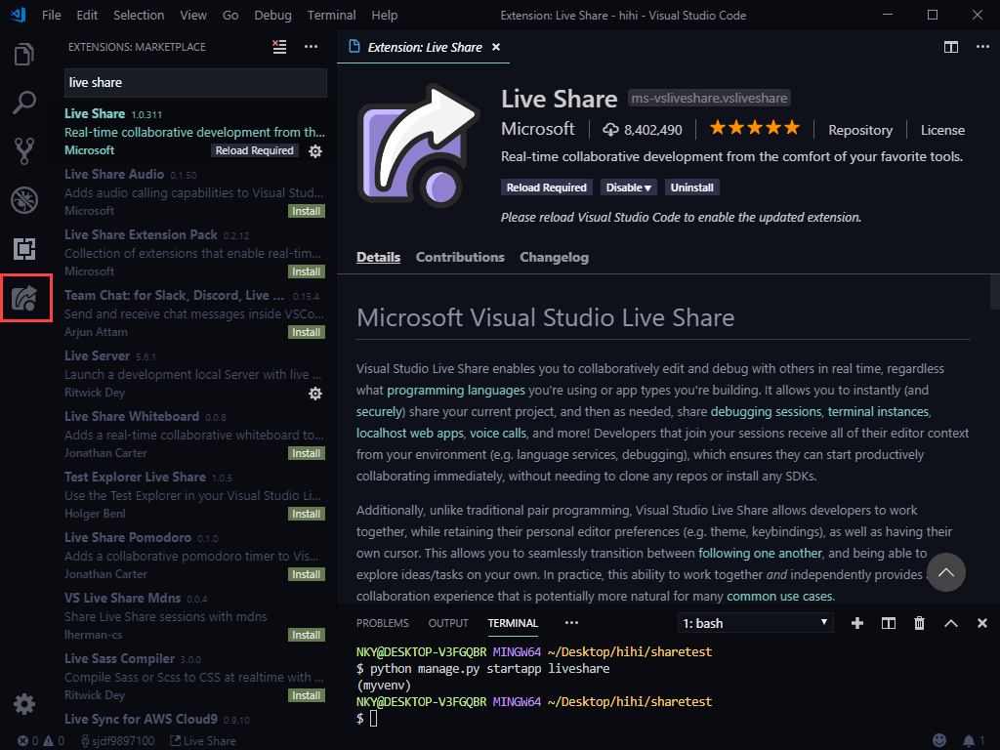 File Edit Selection View Go Debug Terminal Help Extension: Live Share - hihi - Visual Studio Code
EXTENSIONS: MARKETPLACE
live share
Live Share 1.0.311
Real-time collaborative development from th...
Microsoft Reload Required
Live Share Audio 0.1.50
Adds audio calling capabilities to Visual Stud...
Microsoft Install
Live Share Extension Pack 0.2.12
Collection of extensions that enable real-tim...
Microsoft Install
Team Chat: for Slack, Discord, Live ... 0.15.4
Send and receive chat messages inside VSCo...
Arjun Attam Install
Live Server 5.6.1
Launch a development local Server with live ...
Ritwick Dey
Live Share Whiteboard 0.0.8
Adds a real-time collaborative whiteboard to...
Jonathan Carter Install
Test Explorer Live Share 1.0.5
Use the Test Explorer in your Visual Studio Li...
Holger Benl Install
Live Share Pomodoro 0.1.0
Adds a collaborative pomodoro timer to Vis...
Jonathan Carter Install
VS Live Share Mdns 0.0.4
Share Live Share sessions with mdns
lherman-cs Install
Live Sass Compiler 3.0.0
Compile Sass or Scss to CSS at realtime with ...
Ritwick Dey Install
Live Sync for AWS Cloud9 0.9.10
Extension: Live Share
Live Share ms-vsliveshare.vsliveshare
Microsoft 8,402,490 Repository License
Real-time collaborative development from the comfort of your favorite tools.
Reload Required Disable Uninstall
Please reload Visual Studio Code to enable the updated extension.
Details Contributions Changelog
Microsoft Visual Studio Live Share
Visual Studio Live Share enables you to collaboratively edit and debug with others in real time, regardless
what programming languages you're using or app types you're building. It allows you to instantly (and
securely) share your current project, and then as needed, share debugging sessions, terminal instances,
localhost web apps, voice calls, and more! Developers that join your sessions receive all of their editor context
from your environment (e.g. language services, debugging), which ensures they can start productively
collaborating immediately, without needing to clone any repos or install any SDKs.
Additionally, unlike traditional pair programming, Visual Studio Live Share allows developers to work
together, while retaining their personal editor preferences (e.g. theme, keybindings), as well as having their
own cursor. This allows you to seamlessly transition between following one another, and being able to
explore ideas/tasks on your own. In practice, this ability to work together and independently provides
collaboration experience that is potentially more natural for many common use cases.
PROBLEMS OUTPUT TERMINAL ... 1: bash
NKY@DESKTOP-V3FGQBR MINGW64 ~/Desktop/hihi/sharetest
$ python manage.py startapp liveshare
(myvenv)
NKY@DESKTOP-V3FGQBR MINGW64 ~/Desktop/hihi/sharetest
$
0 0 sjdf9897100 Live Share 1